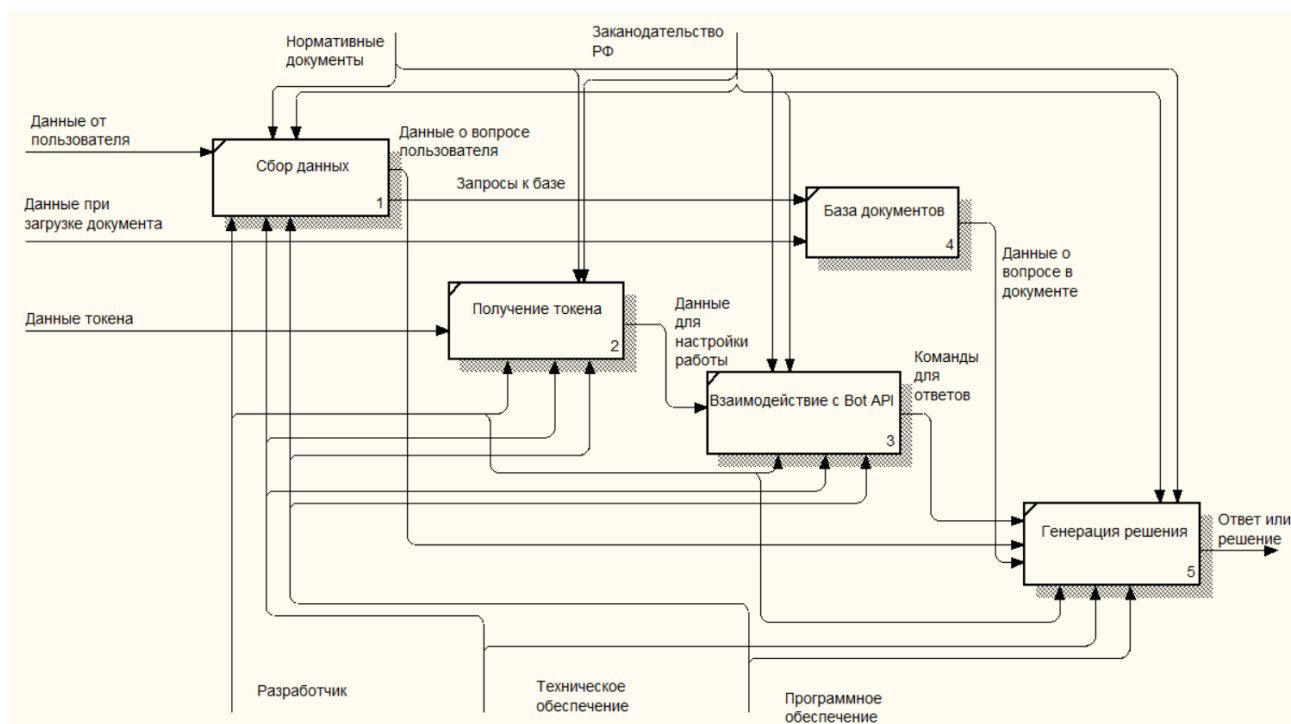 Нормативные
документы
Заканодательство
РФ
Данные от
пользователя
Сбор данных
1
Данные о вопросе
пользователя
Запросы к базе
Данные при
загрузке документа
База документов
4
Данные о
вопросе в
документе
Данные токена
Получение токена
2
Данные
для
настройки
работы
Взаимодействие с Bot API
3
Команды
для
ответов
Генерация решения
5
Ответ или
решение
Разработчик
Техническое
обеспечение
Программное
обеспечение